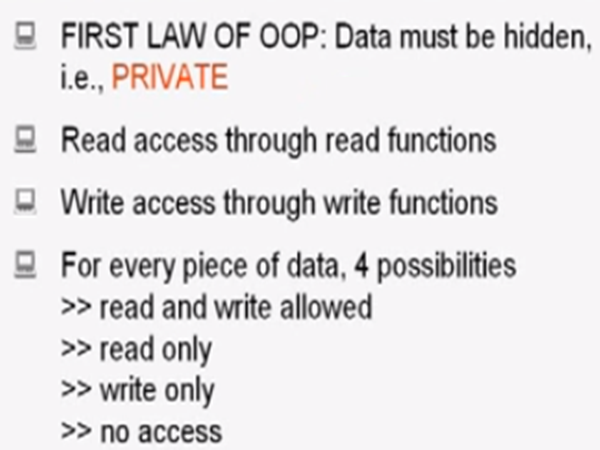 FIRST LAW OF OOP: Data must be hidden,
i.e., PRIVATE
Read access through read functions
Write access through write functions
For every piece of data, 4 possibilities
>> read and write allowed
>> read only
>> write only
>> no access